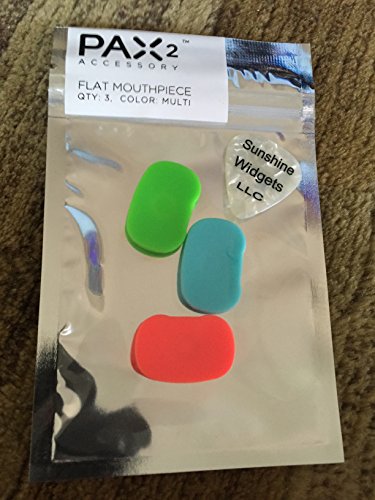 PAX2™
ACCESSORY
FLAT MOUTHPIECE
QTY: 3, COLOR: MULTI
Sunshine
Widgets
LLC